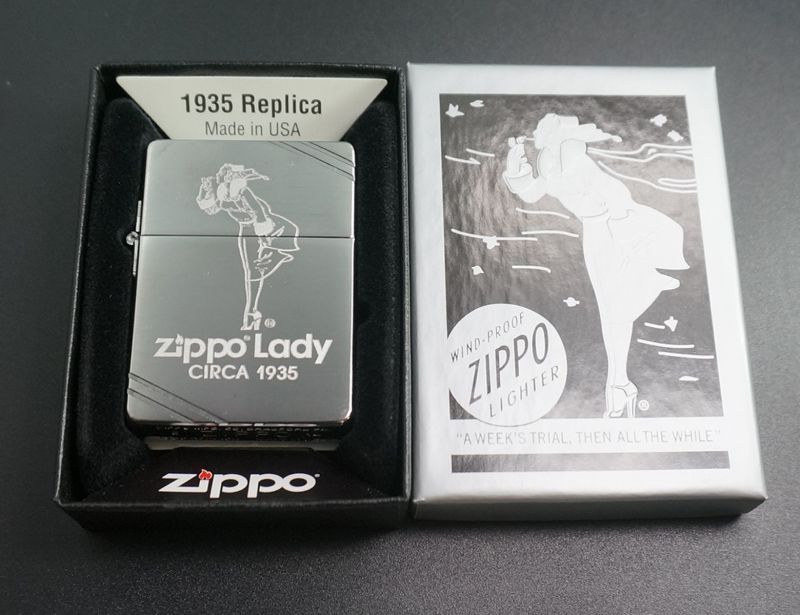 1935 Replica
Made in USA
®
zippo® Lady
CIRCA 1935
zippo®
WIND-PROOF
ZIPPO
LIGHTER
®
"A WEEK'S TRIAL, THEN ALL THE WHILE"